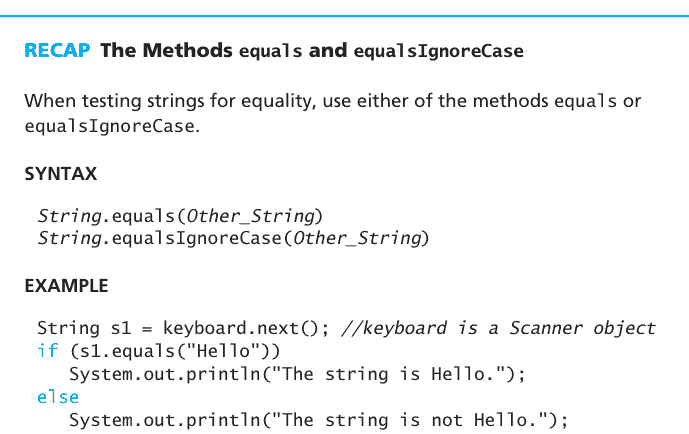 RECAP The Methods equals and equalsIgnoreCase
When testing strings for equality, use either of the methods equals or
equalsIgnoreCase.
SYNTAX
String.equals(Other_String)
String.equalsIgnoreCase(Other_String)
EXAMPLE
String s1 = keyboard.next(); //keyboard is a Scanner object
if (s1.equals("Hello"))
System.out.println("The string is Hello.");
else
System.out.println("The string is not Hello.");